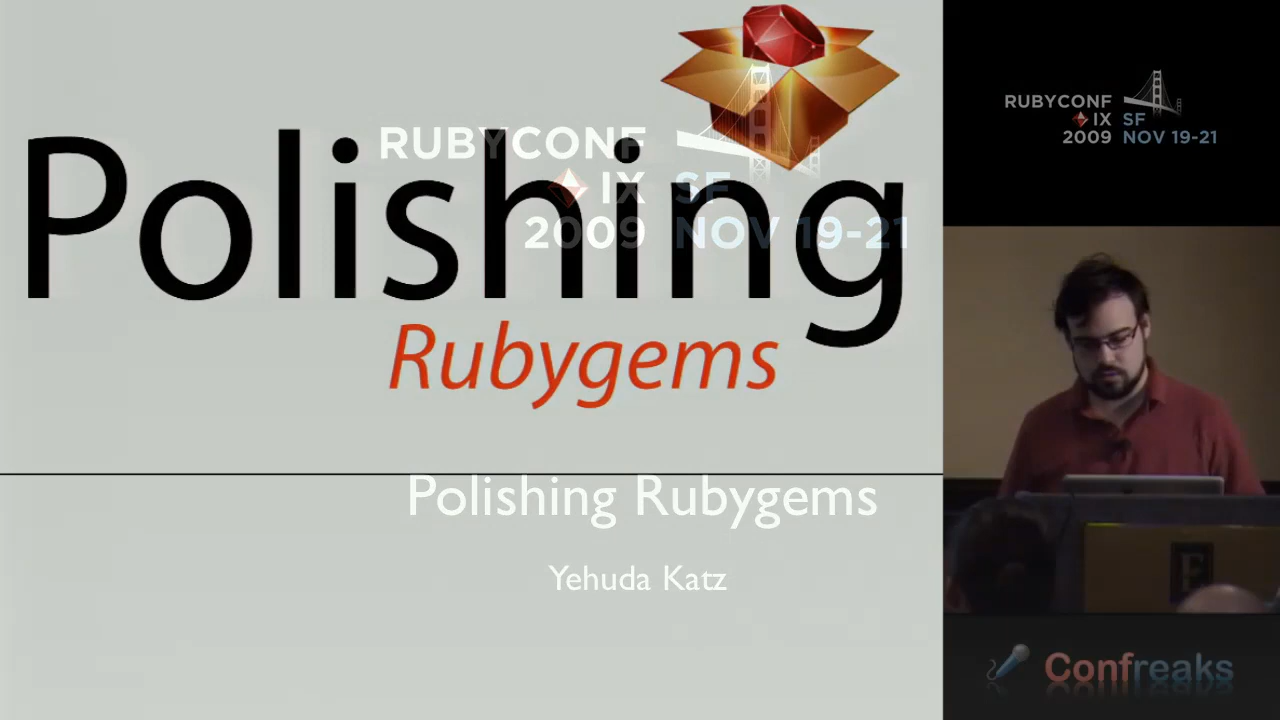 Polishing
Rubygems
RUBYCONF
IX SF
2009 NOV 19-21
Polishing Rubygems
Yehuda Katz
RUBYCONF
IX SF
2009 NOV 19-21
E
Confreaks